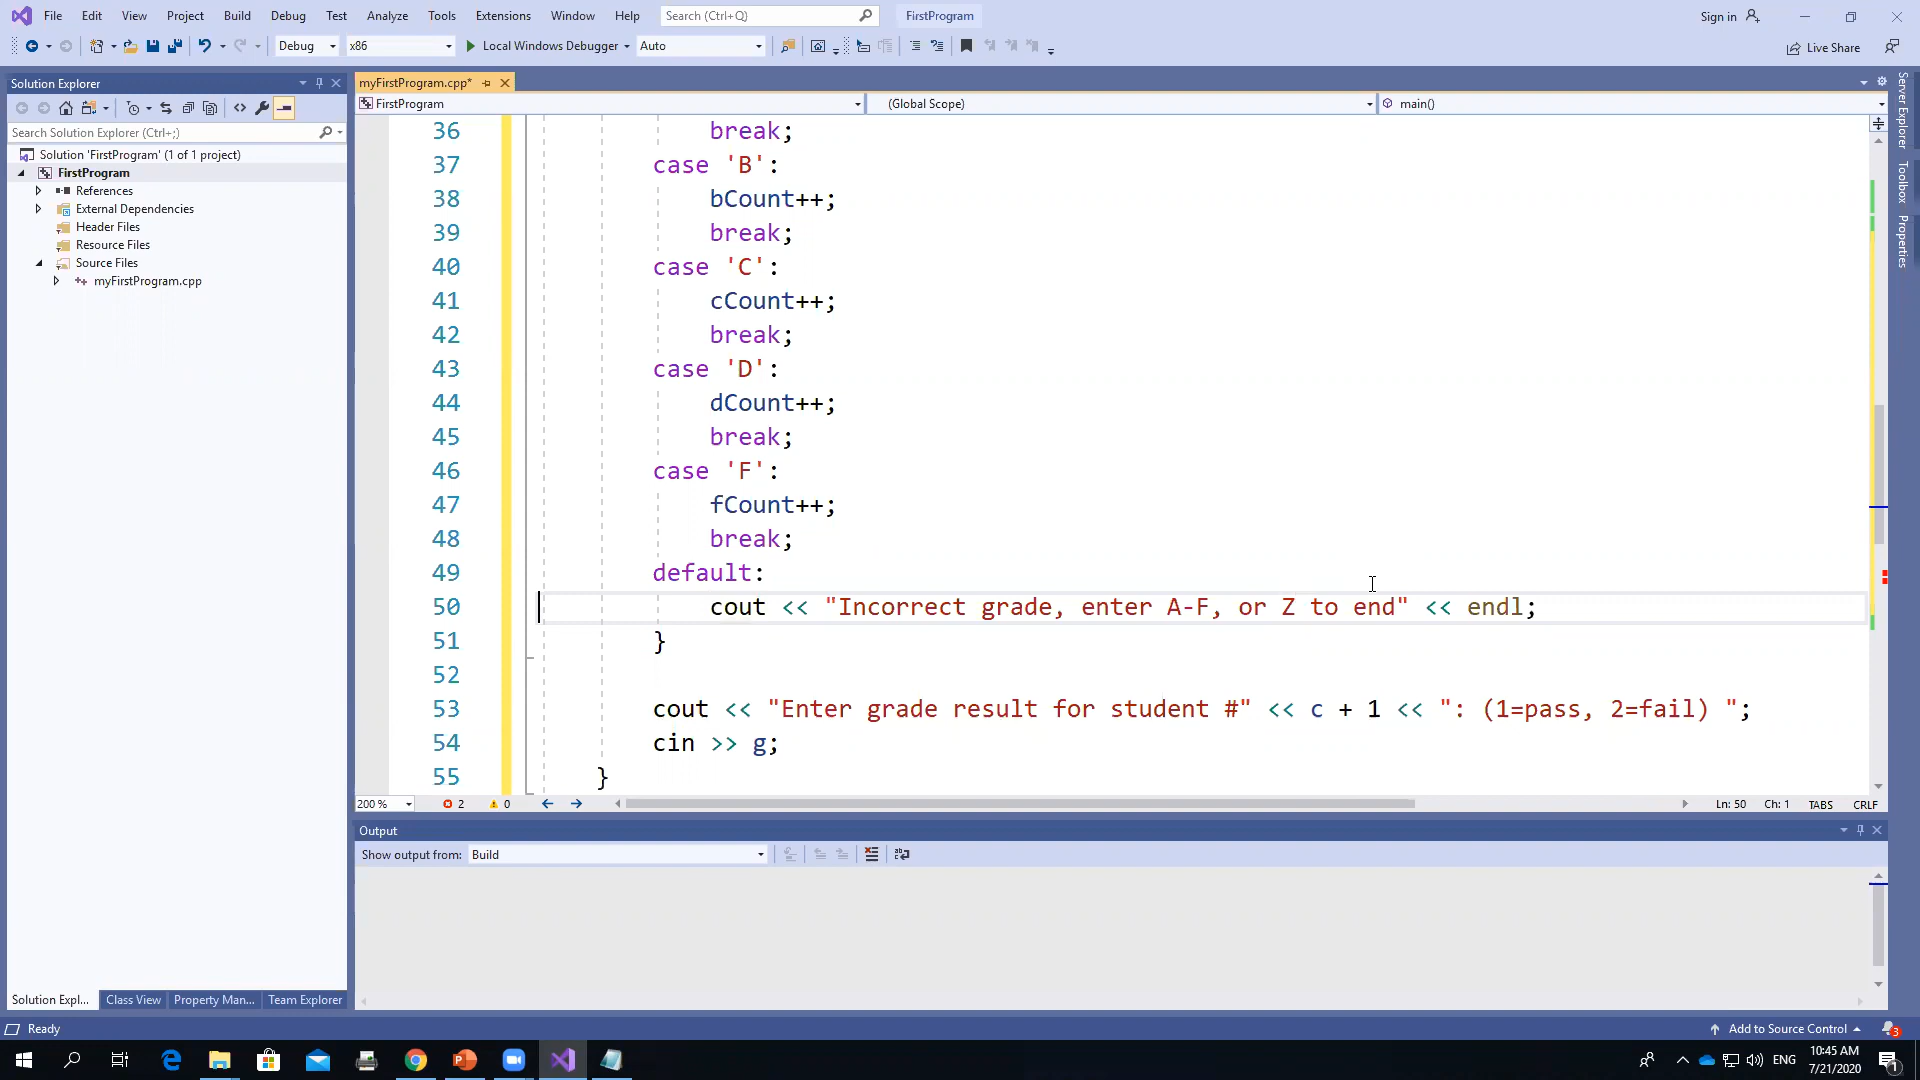 File Edit View Project Build Debug Test Analyze Tools Extensions Window Help Search (Ctrl+Q) FirstProgram Sign in
Debug x86 Local Windows Debugger Auto Live Share
Solution Explorer
Search Solution Explorer (Ctrl+;)
Solution 'FirstProgram' (1 of 1 project)
FirstProgram
References
External Dependencies
Header Files
Resource Files
Source Files
myFirstProgram.cpp
Solution Expl... Class View Property Man... Team Explorer
myFirstProgram.cpp*
FirstProgram (Global Scope) main()
36 break;
37 case 'B':
38 bCount++;
39 break;
40 case 'C':
41 cCount++;
42 break;
43 case 'D':
44 dCount++;
45 break;
46 case 'F':
47 fCount++;
48 break;
49 default:
50 cout << "Incorrect grade, enter A-F, or Z to end" << endl;
51 }
52
53 cout << "Enter grade result for student #" << c + 1 << ": (1=pass, 2=fail) ";
54 cin >> g;
55 }
200 % 2 0 Ln: 50 Ch: 1 TABS CRLF
Output
Show output from: Build
Server Explorer
Toolbox
Properties
Ready Add to Source Control 3
ENG 10:45 AM
7/21/2020 1